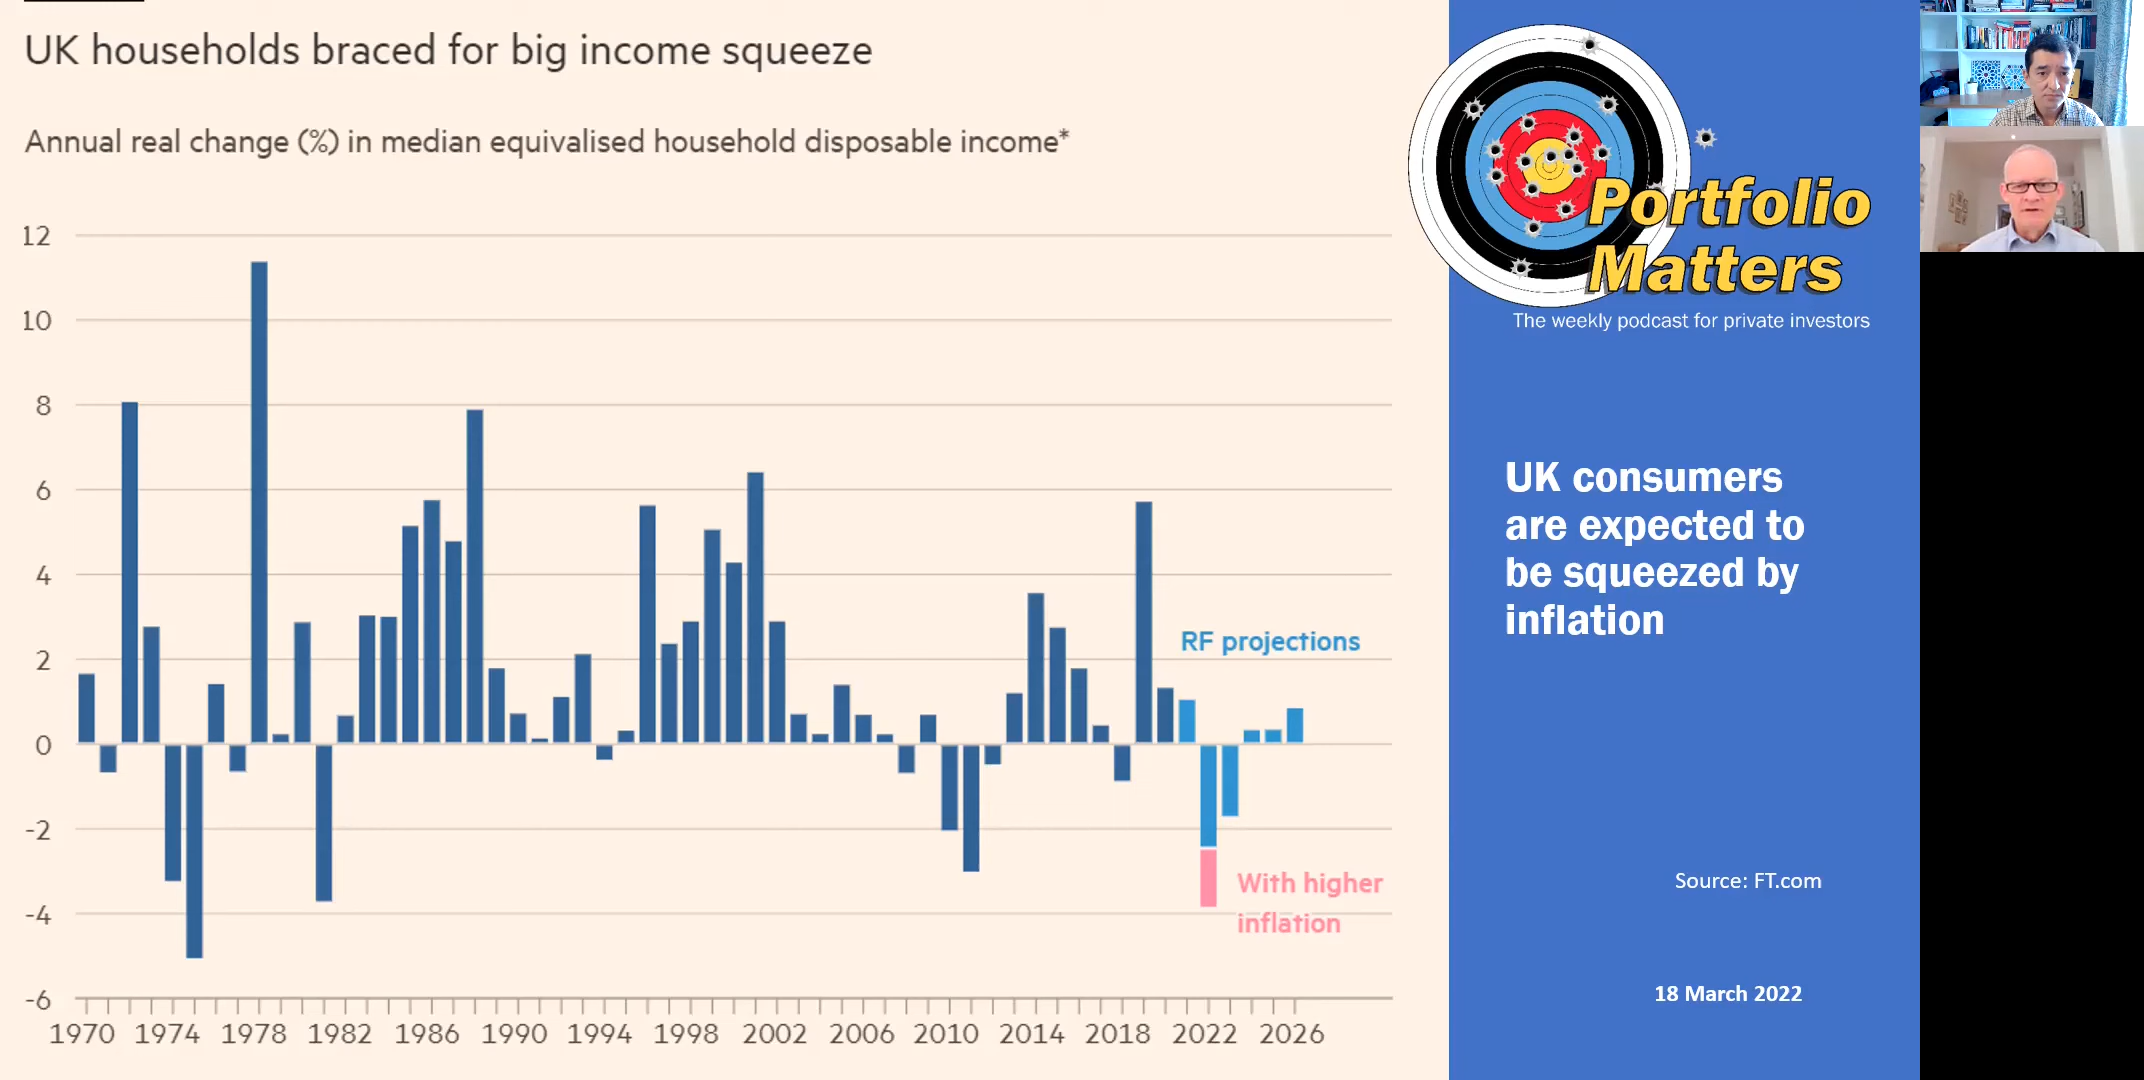 UK households braced for big income squeeze
Annual real change (%) in median equivalised household disposable income*
12
10
8
6
4
2
0
-2
-4
-6
1970 1974 1978 1982 1986 1990 1994 1998 2002 2006 2010 2014 2018 2022 2026
RF projections
With higher
inflation
Portfolio
Matters
The weekly podcast for private investors
UK consumers
are expected to
be squeezed by
inflation
Source: FT.com
18 March 2022